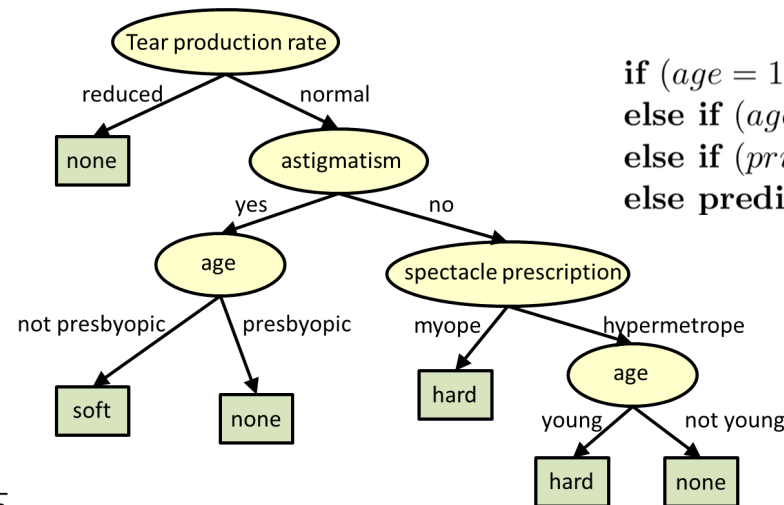 Tear production rate
reduced
normal
none
astigmatism
yes
no
age
spectacle prescription
not presbyopic
presbyopic
myope
hypermetrope
soft
none
hard
age
young
not young
hard
none
if (age = 1
else if (ag
else if (pri
else predi